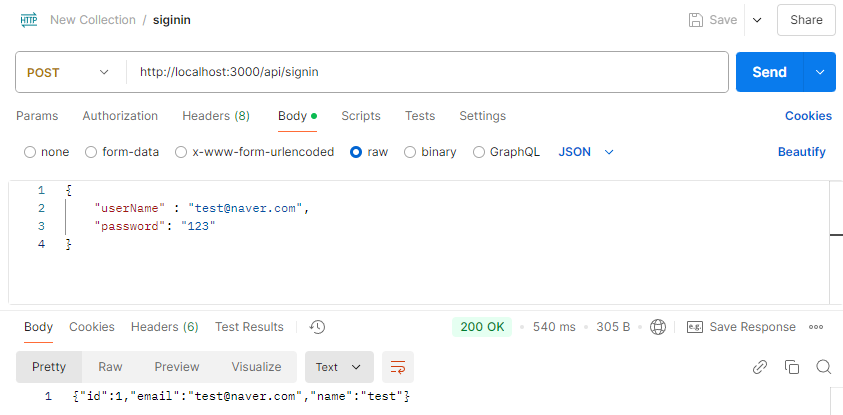 HTTP New Collection / siginin Save Share
POST http://localhost:3000/api/signin Send
Params Authorization Headers (8) Body Scripts Tests Settings Cookies
none form-data x-www-form-urlencoded raw binary GraphQL JSON Beautify
1 {
2 "userName" : "test@naver.com",
3 "password": "123"
4 }
Body Cookies Headers (6) Test Results 200 OK 540 ms 305 B e.g. Save Response
Pretty Raw Preview Visualize Text
1 {"id":1,"email":"test@naver.com","name":"test"}